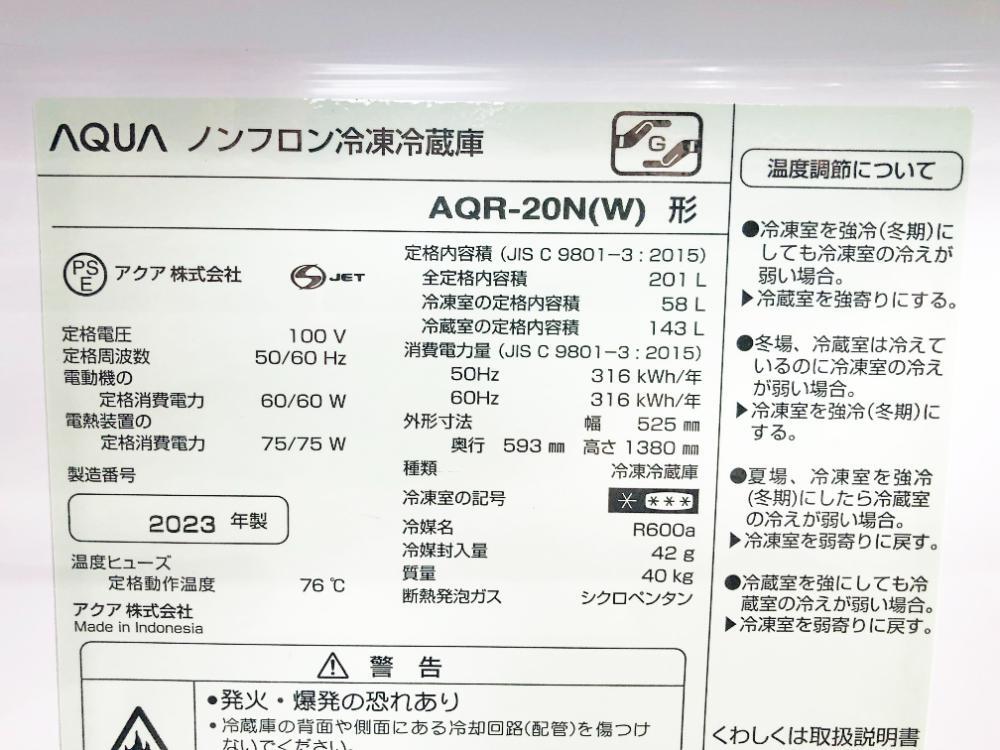 AQUA ノンフロン冷凍冷蔵庫
G
AQR-20N(W) 形
PSE アクア 株式会社
S JET
定格電圧 100 V
定格周波数 50/60 Hz
電動機の
定格消費電力 60/60 W
電熱装置の
定格消費電力 75/75 W
製造番号
2023 年製
温度ヒューズ
定格動作温度 76 ℃
アクア 株式会社
Made in Indonesia
定格内容積 (JIS C 9801-3 : 2015)
全定格内容積 201 L
冷凍室の定格内容積 58 L
冷蔵室の定格内容積 143 L
消費電力量 (JIS C 9801-3 : 2015)
50Hz 316 kWh/年
60Hz 316 kWh/年
外形寸法 幅 525 ㎜
奥行 593 ㎜ 高さ 1380 ㎜
種類 冷凍冷蔵庫
冷凍室の記号 * ***
冷媒名 R600a
冷媒封入量 42 g
質量 40 kg
断熱発泡ガス シクロペンタン
⚠ 警 告
●発火・爆発の恐れあり
・冷蔵庫の背面や側面にある冷却回路(配管)を傷つけ
ないでください。
温度調節について
●冷凍室を強冷(冬期)に
しても冷凍室の冷えが
弱い場合。
▶冷蔵室を強寄りにする。
●冬場、冷蔵室は冷えて
いるのに冷凍室の冷え
が弱い場合。
▶冷凍室を強冷(冬期)に
する。
●夏場、冷凍室を強冷
(冬期)にしたら冷蔵室
の冷えが弱い場合。
▶冷凍室を弱寄りに戻す。
●冷蔵室を強にしても冷
蔵室の冷えが弱い場合。
▶冷凍室を弱寄りに戻す。
くわしくは取扱説明書